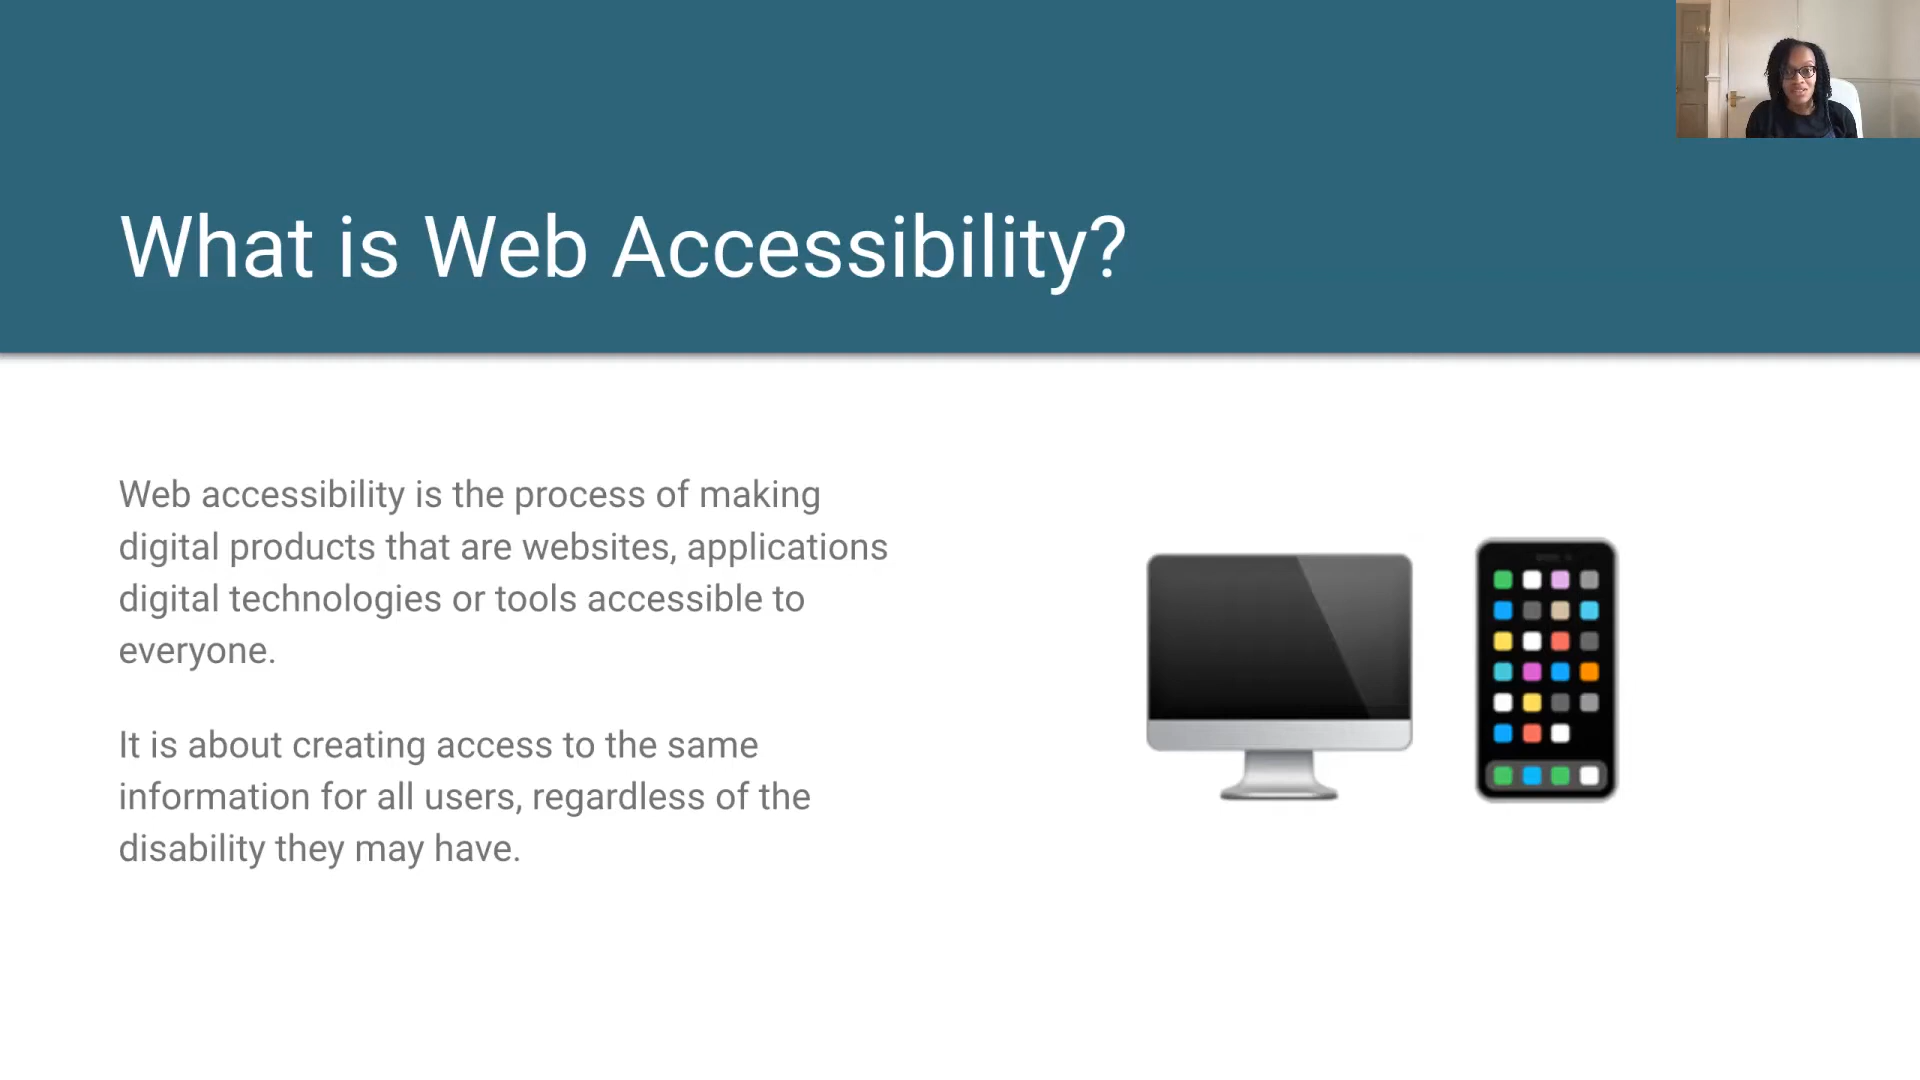 What is Web Accessibility?
Web accessibility is the process of making
digital products that are websites, applications
digital technologies or tools accessible to
everyone.
It is about creating access to the same
information for all users, regardless of the
disability they may have.